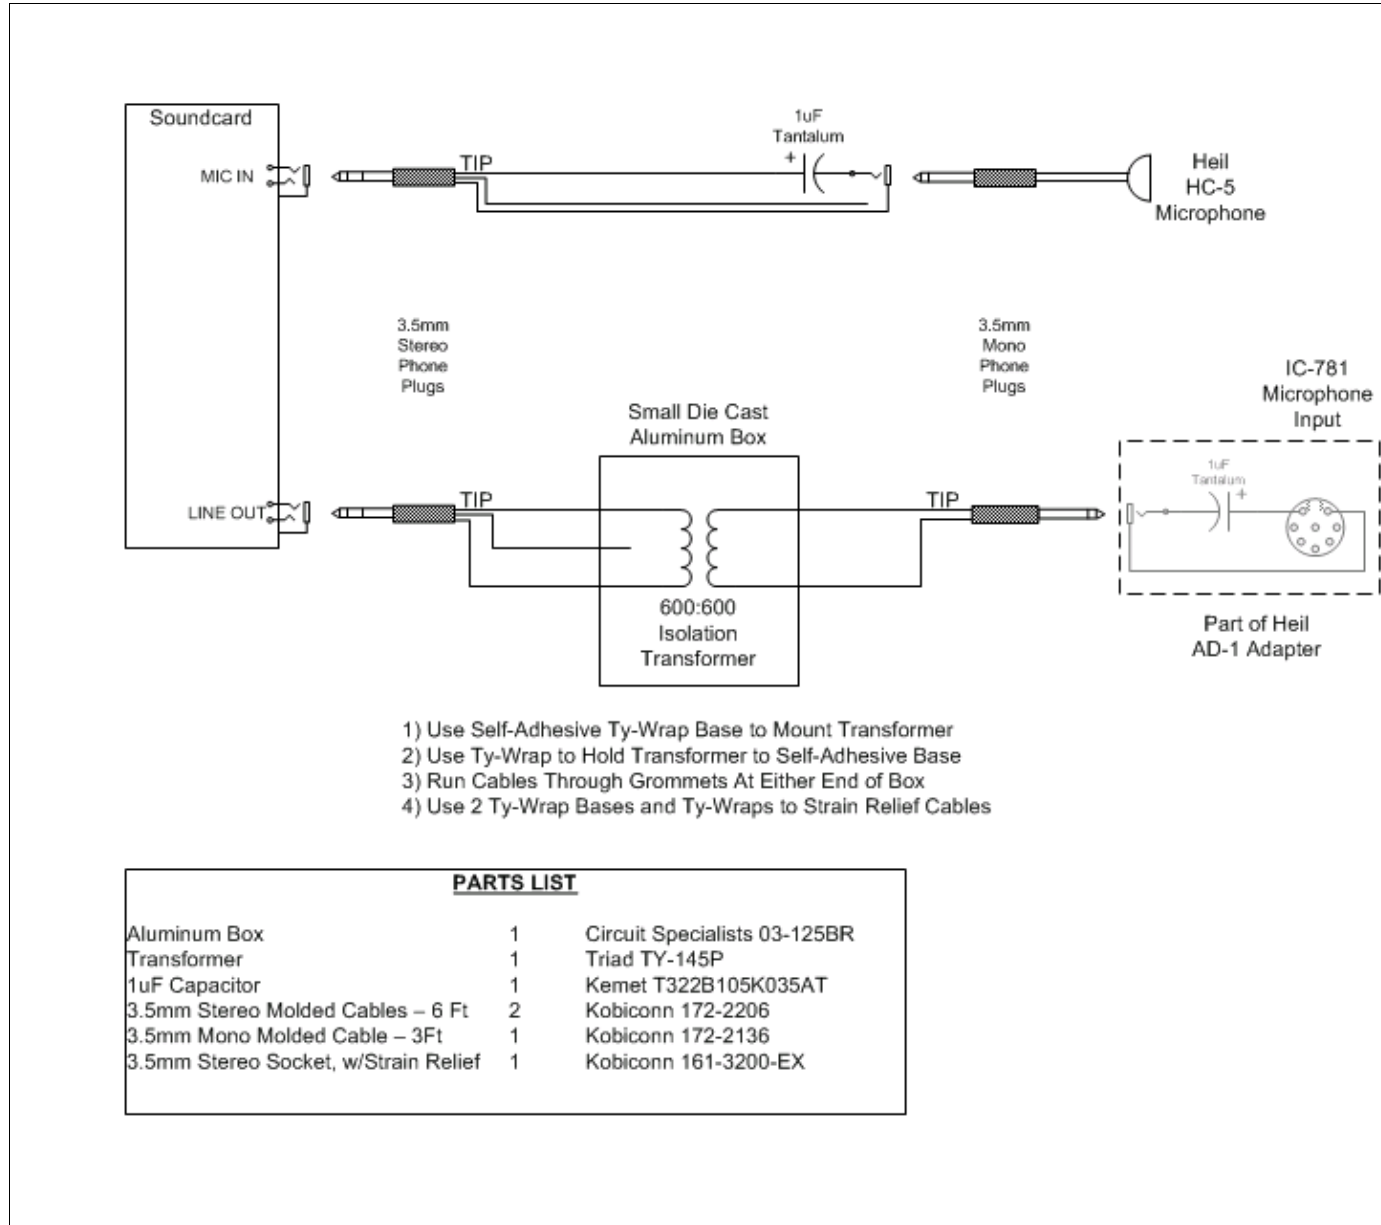 Soundcard
1uF
Tantalum
+
TIP
MIC IN
Heil
HC-5
Microphone
3.5mm
Stereo
Phone
Plugs
3.5mm
Mono
Phone
Plugs
IC-781
Microphone
Input
Small Die Cast
Aluminum Box
1uF
Tantalum
+
LINE OUT
TIP
TIP
600:600
Isolation
Transformer
Part of Heil
AD-1 Adapter
1) Use Self-Adhesive Ty-Wrap Base to Mount Transformer
2) Use Ty-Wrap to Hold Transformer to Self-Adhesive Base
3) Run Cables Through Grommets At Either End of Box
4) Use 2 Ty-Wrap Bases and Ty-Wraps to Strain Relief Cables
PARTS LIST
Aluminum Box 1 Circuit Specialists 03-125BR
Transformer 1 Triad TY-145P
1uF Capacitor 1 Kemet T322B105K035AT
3.5mm Stereo Molded Cables – 6 Ft 2 Kobiconn 172-2206
3.5mm Mono Molded Cable – 3Ft 1 Kobiconn 172-2136
3.5mm Stereo Socket, w/Strain Relief 1 Kobiconn 161-3200-EX